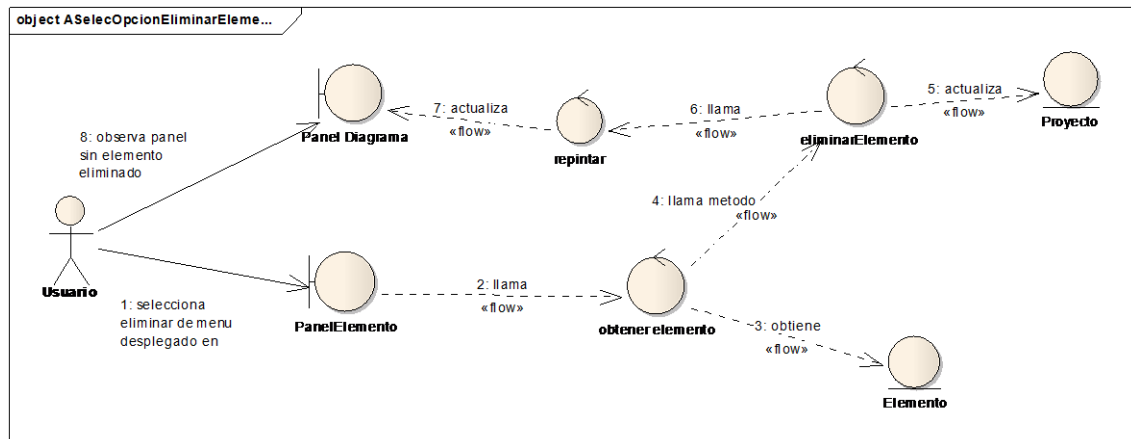 object ASelecOpcionEliminarEleme...
7: actualiza
«flow»
6: llama
«flow»
5: actualiza
«flow»
Panel Diagrama
repintar
eliminarElemento
Proyecto
8: observa panel
sin elemento
eliminado
4: llama metodo
«flow»
Usuario
1: selecciona
eliminar de menu
desplegado en
PanelElemento
2: llama
«flow»
obtener elemento
3: obtiene
«flow»
Elemento